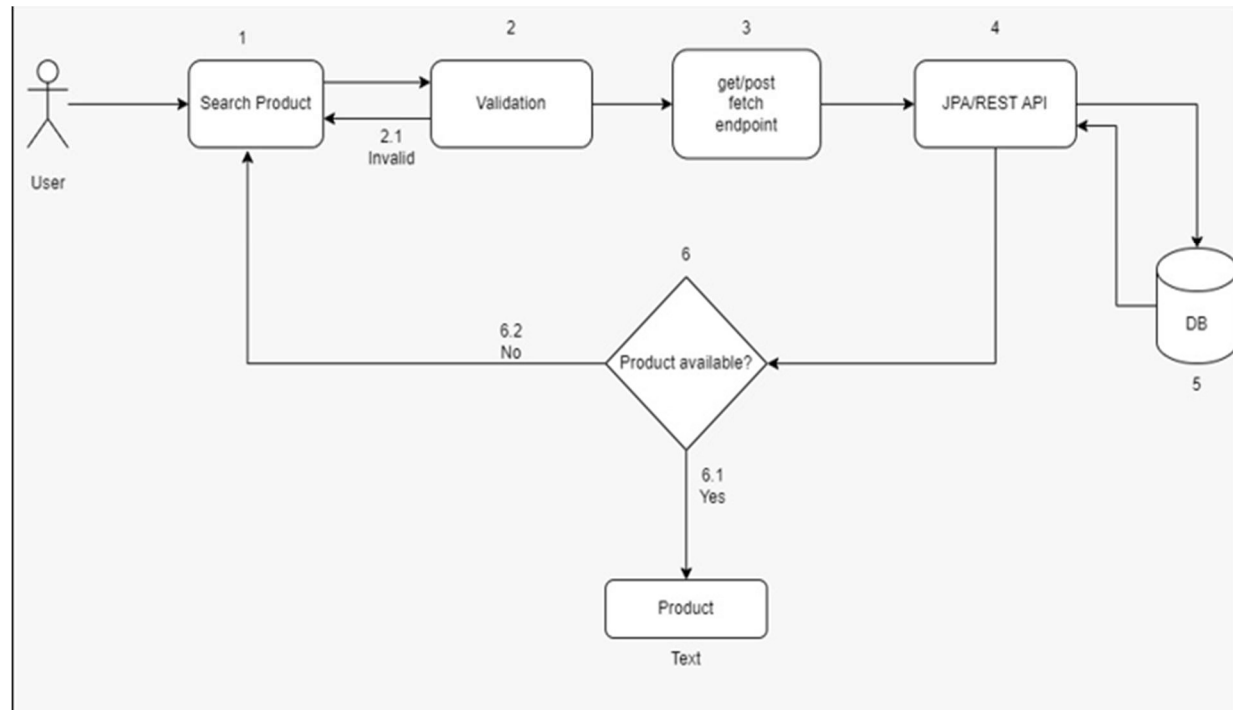 1
2
3
4
Search Product
Validation
get/post
fetch
endpoint
JPA/REST API
2.1
Invalid
User
6
6.2
No
Product available?
DB
5
6.1
Yes
Product
Text